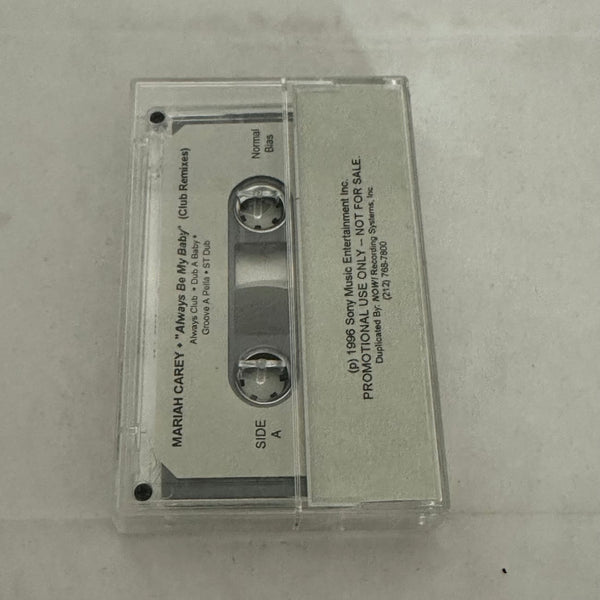 MARIAH CAREY • "Always Be My Baby" (Club Remixes)
Always Club • Dub A Baby •
Groove A Pella • ST Dub
SIDE
A
Normal
Bias
(p) 1996 Sony Music Entertainment Inc.
PROMOTIONAL USE ONLY – NOT FOR SALE.
Duplicated By: NOW! Recording Systems, Inc
(212) 768-7800